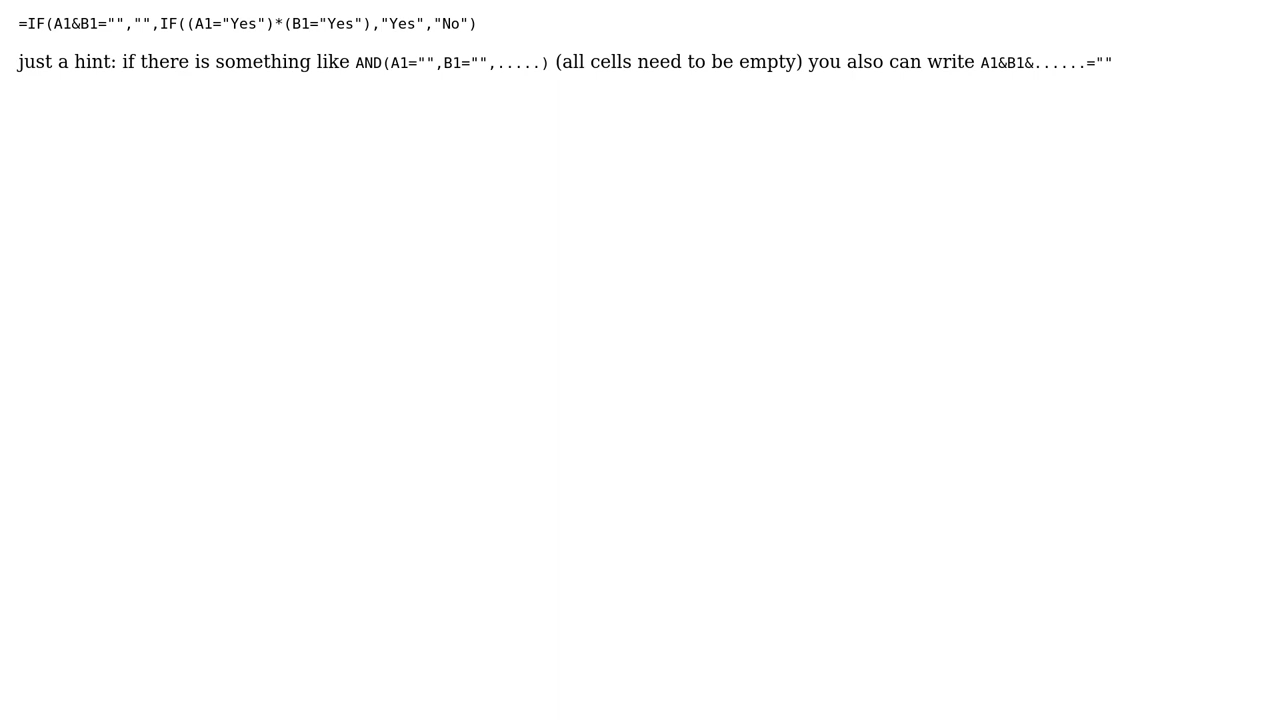 =IF(A1&B1="","",IF((A1="Yes")*(B1="Yes"),"Yes","No")
just a hint: if there is something like AND(A1="",B1="",.....) (all cells need to be empty) you also can write A1&B1&......=""